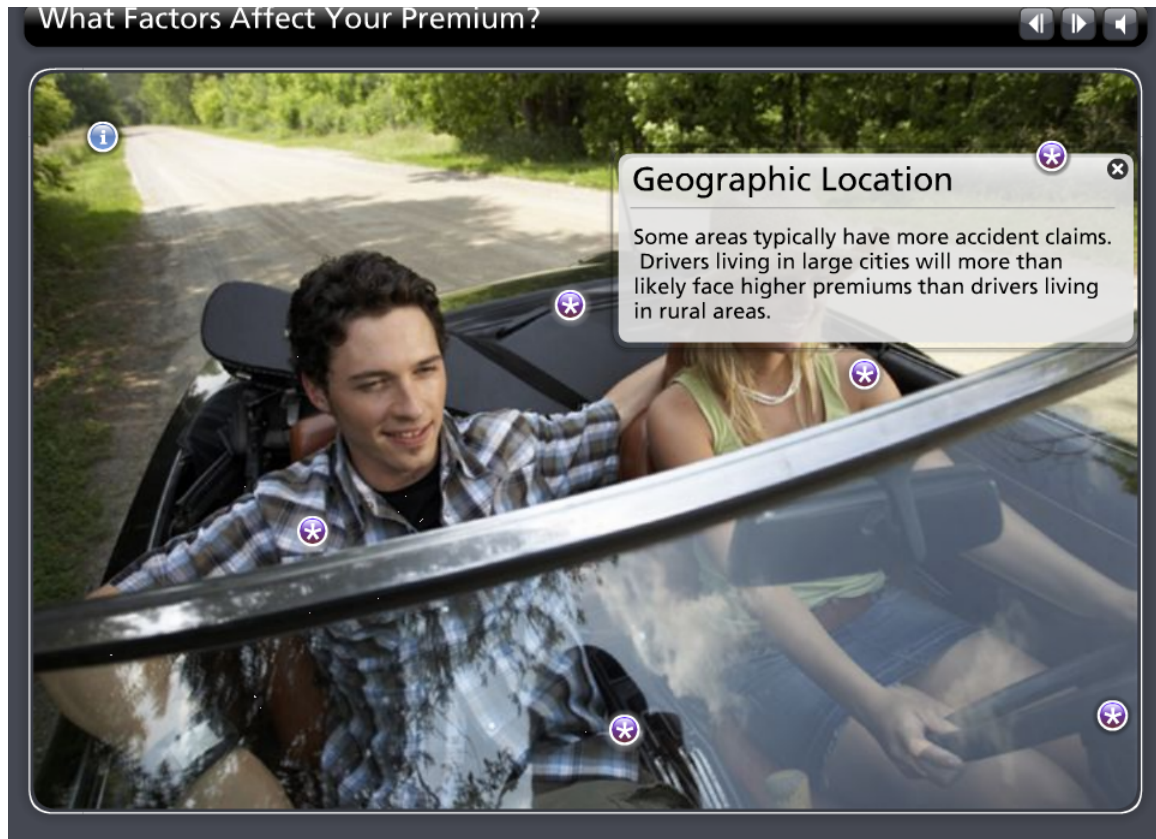 What Factors Affect Your Premium?
Geographic Location
Some areas typically have more accident claims.
Drivers living in large cities will more than
likely face higher premiums than drivers living
in rural areas.